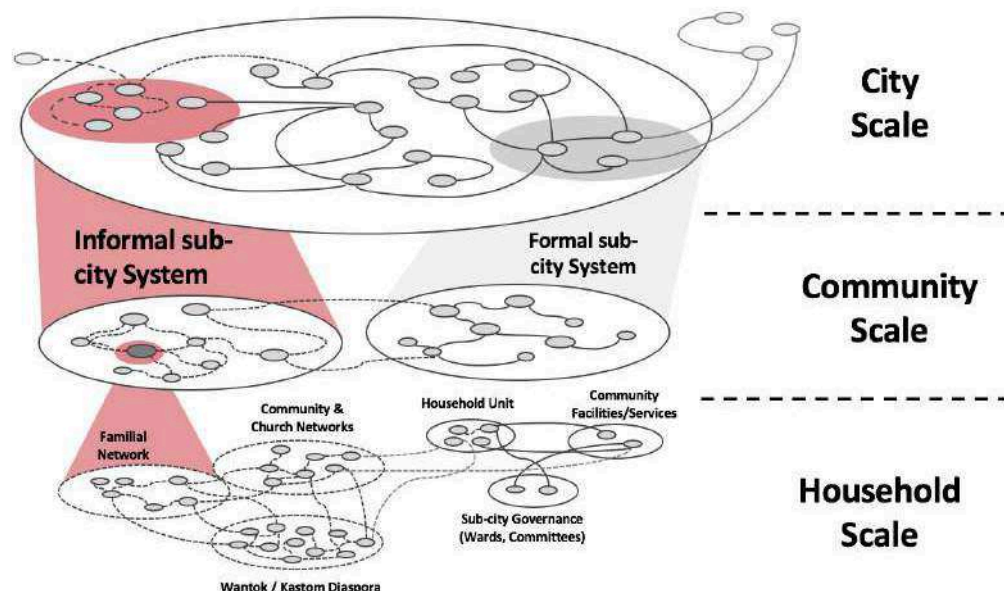 City
Scale
Informal sub-
city System
Formal sub-
city System
Community
Scale
Familial
Network
Community &
Church Networks
Household Unit
Community
Facilities/Services
Sub-city Governance
(Wards, Committees)
Wantok / Kastom Diaspora
Household
Scale